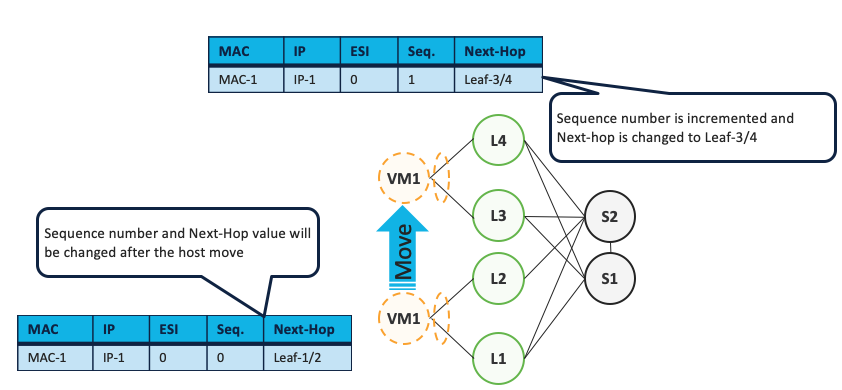 MAC IP ESI Seq. Next-Hop
MAC-1 IP-1 0 1 Leaf-3/4
Sequence number is incremented and
Next-hop is changed to Leaf-3/4
L4
VM1
L3
S2
Sequence number and Next-Hop value will
be changed after the host move
Move
L2
S1
VM1
L1
MAC IP ESI Seq. Next-Hop
MAC-1 IP-1 0 0 Leaf-1/2